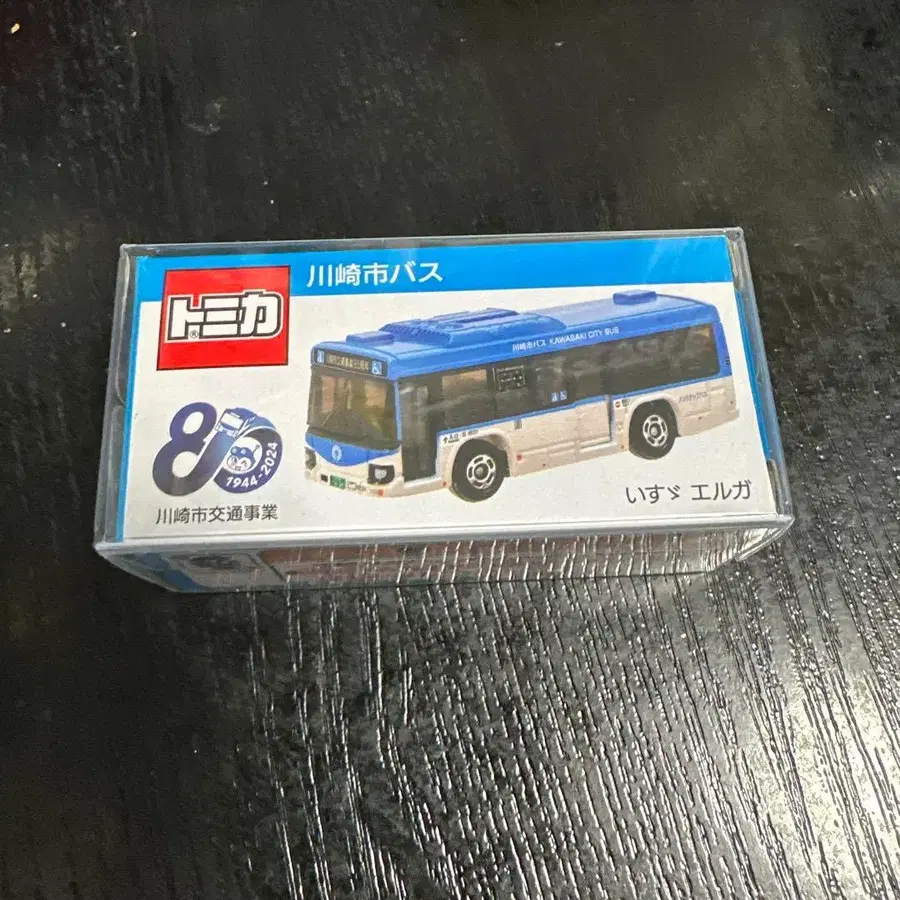 川崎市バス
トミカ
®
川崎市バス KAWASAKI CITY BUS
80
1944-2024
川崎市交通事業
いすゞ エルガ